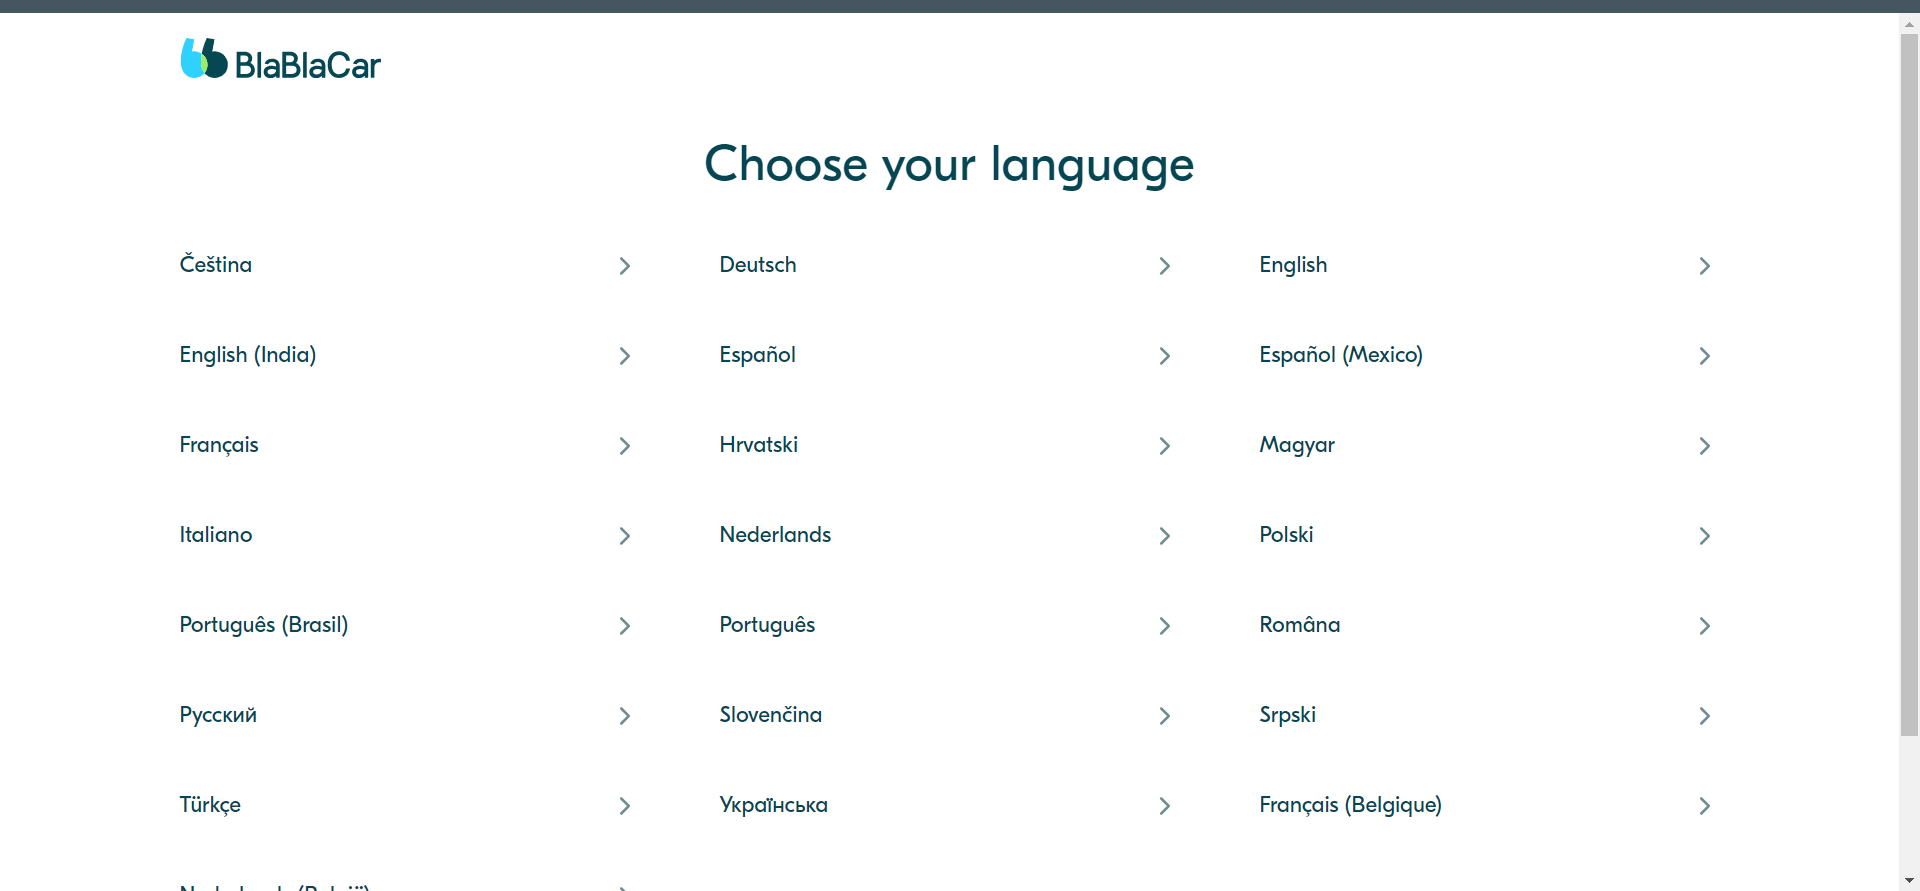 BlaBlaCar
Choose your language
Čeština
Deutsch
English
English (India)
Español
Español (Mexico)
Français
Hrvatski
Magyar
Italiano
Nederlands
Polski
Português (Brasil)
Português
Româna
Русский
Slovenčina
Srpski
Türkçe
Українська
Français (Belgique)